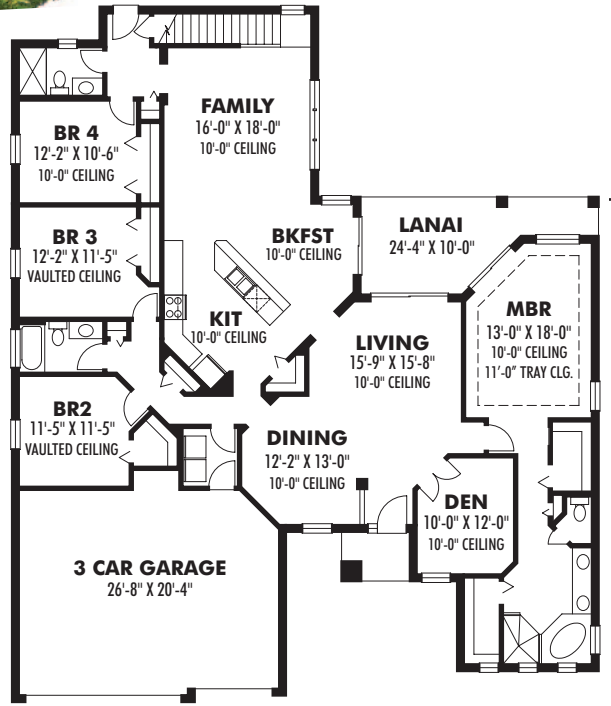 FAMILY
16'-0" X 18'-0"
10'-0" CEILING
BR 4
12'-2" X 10'-6"
10'-0" CEILING
BR 3
12'-2" X 11'-5"
VAULTED CEILING
BKFST
10'-0" CEILING
LANAI
24'-4" X 10'-0"
MBR
13'-0" X 18'-0"
10'-0" CEILING
11'-0" TRAY CLG.
KIT
10'-0" CEILING
LIVING
15'-9" X 15'-8"
10'-0" CEILING
BR2
11'-5" X 11'-5"
VAULTED CEILING
DINING
12'-2" X 13'-0"
10'-0" CEILING
DEN
10'-0" X 12'-0"
10'-0" CEILING
3 CAR GARAGE
26'-8" X 20'-4"